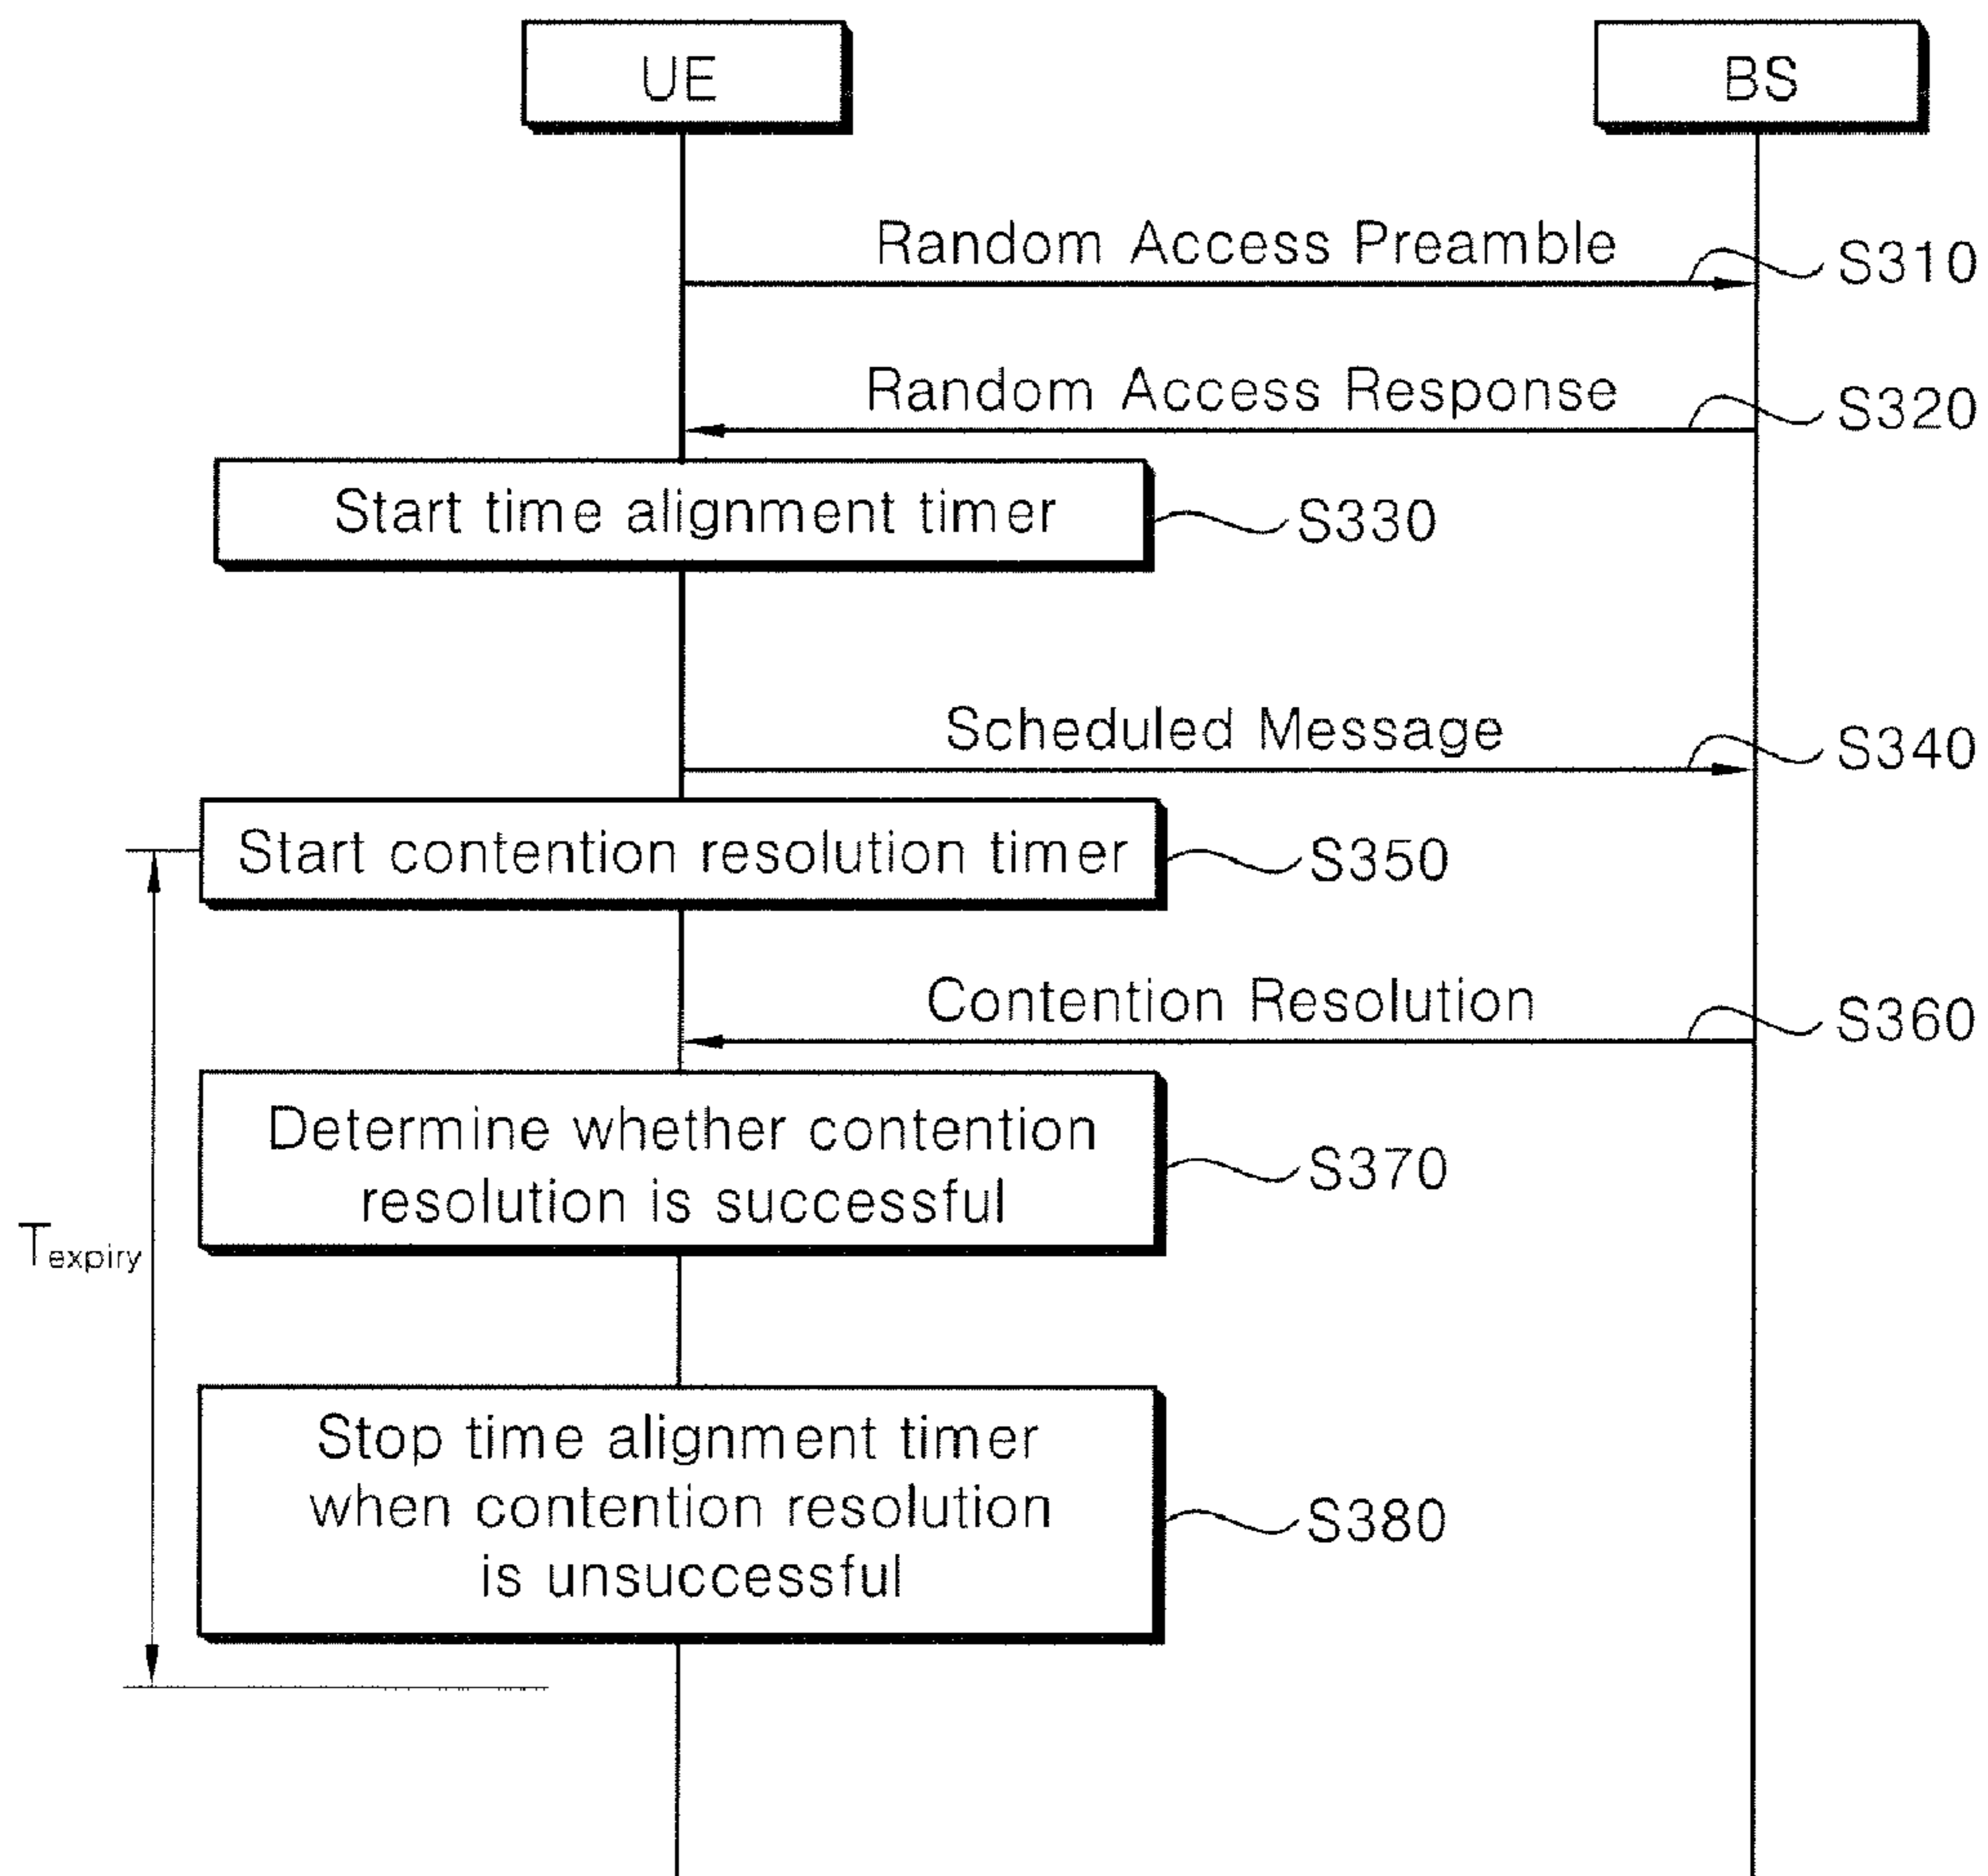 UE
BS
Random Access Preamble
S310
Random Access Response
S320
Start time alignment timer
S330
Scheduled Message
S340
Start contention resolution timer
S350
Contention Resolution
S360
Determine whether contention
resolution is successful
S370
Texpiry
Stop time alignment timer
when contention resolution
is unsuccessful
S380